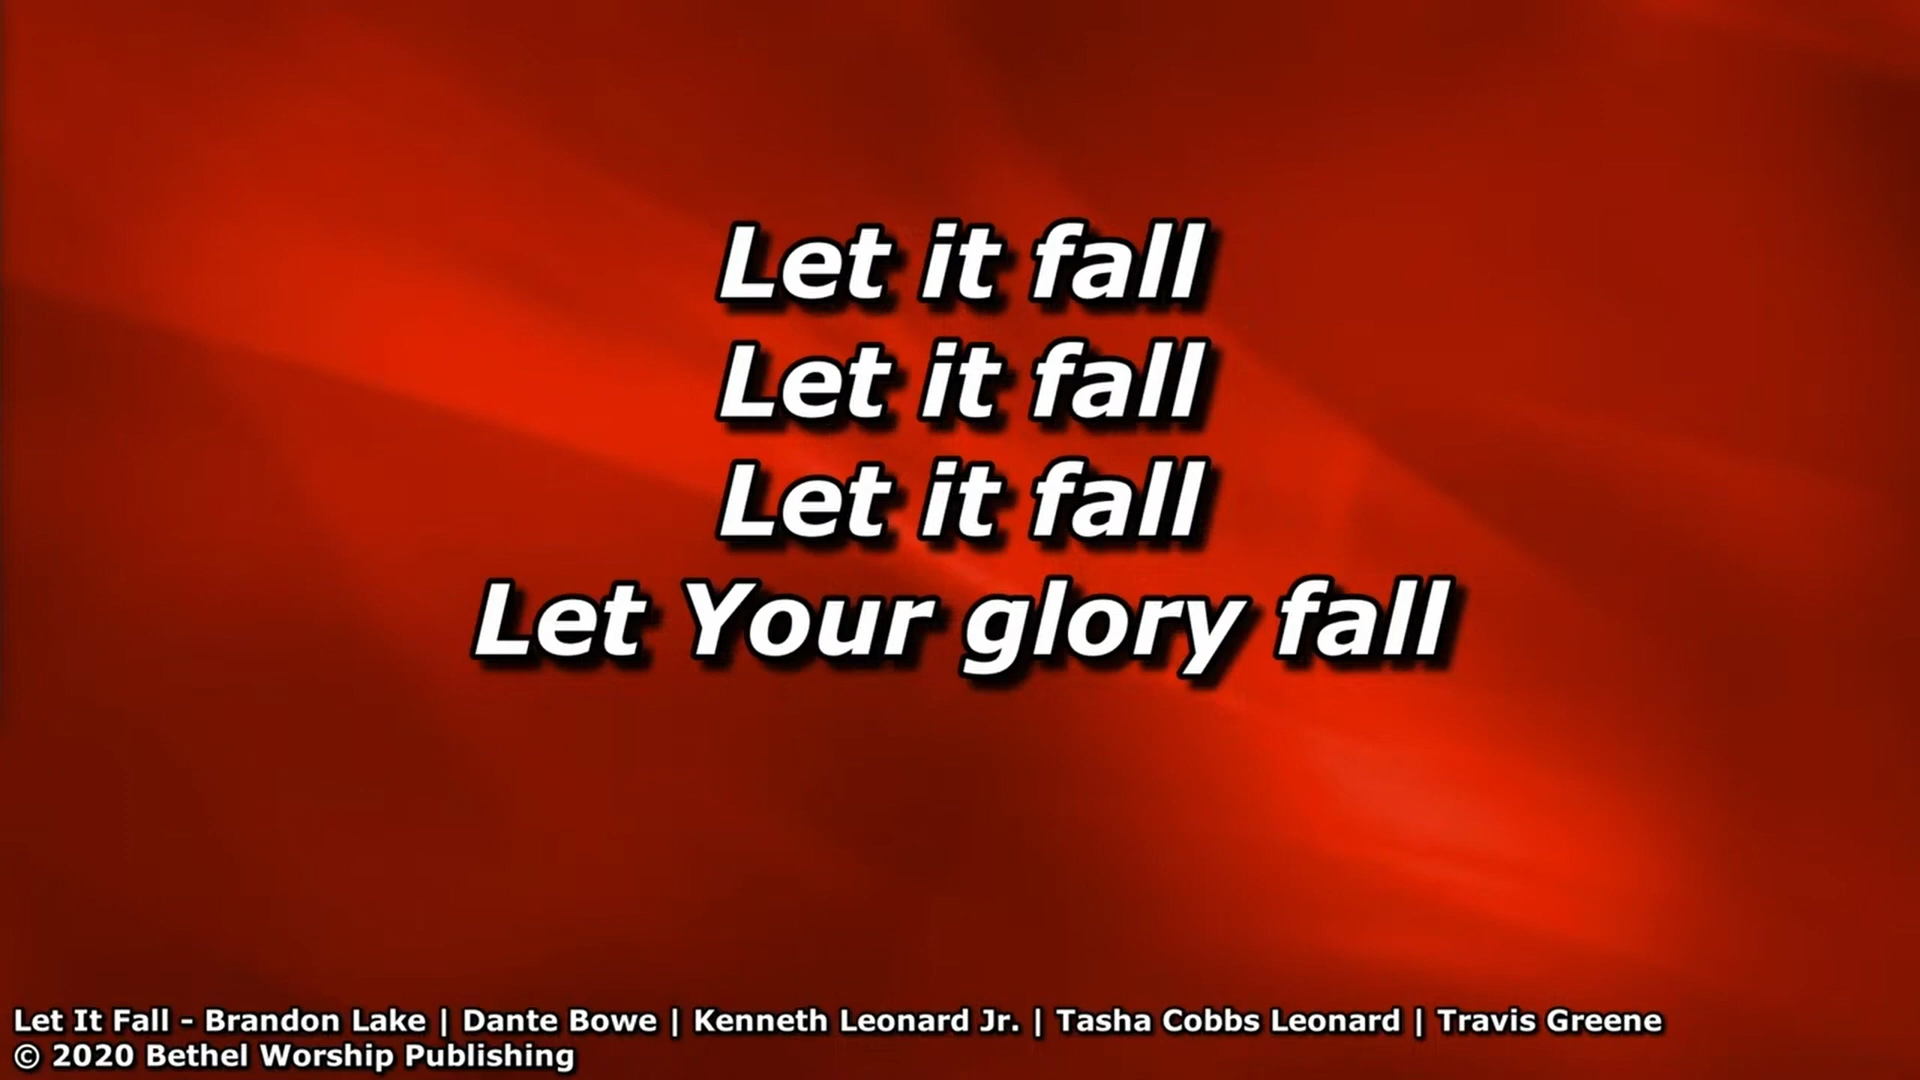 Let it fall
Let it fall
Let it fall
Let Your glory fall
Let It Fall - Brandon Lake | Dante Bowe | Kenneth Leonard Jr. | Tasha Cobbs Leonard | Travis Greene
© 2020 Bethel Worship Publishing